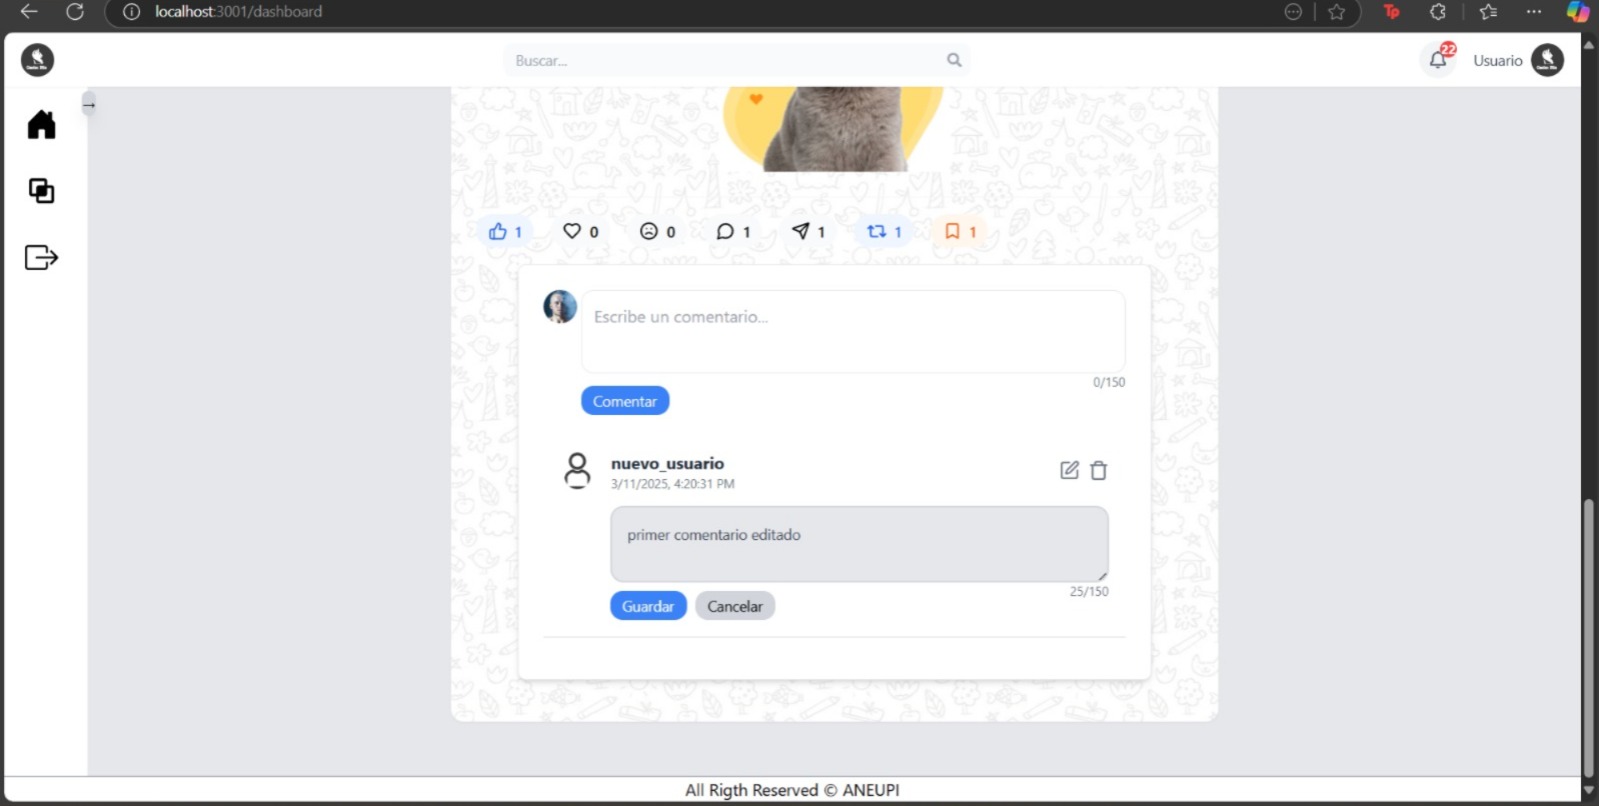 localhost:3001/dashboard
Buscar...
22
Usuario
1
0
0
1
1
1
1
Escribe un comentario...
0/150
Comentar
nuevo_usuario
3/11/2025, 4:20:31 PM
primer comentario editado
25/150
Guardar
Cancelar
All Rigth Reserved © ANEUPI